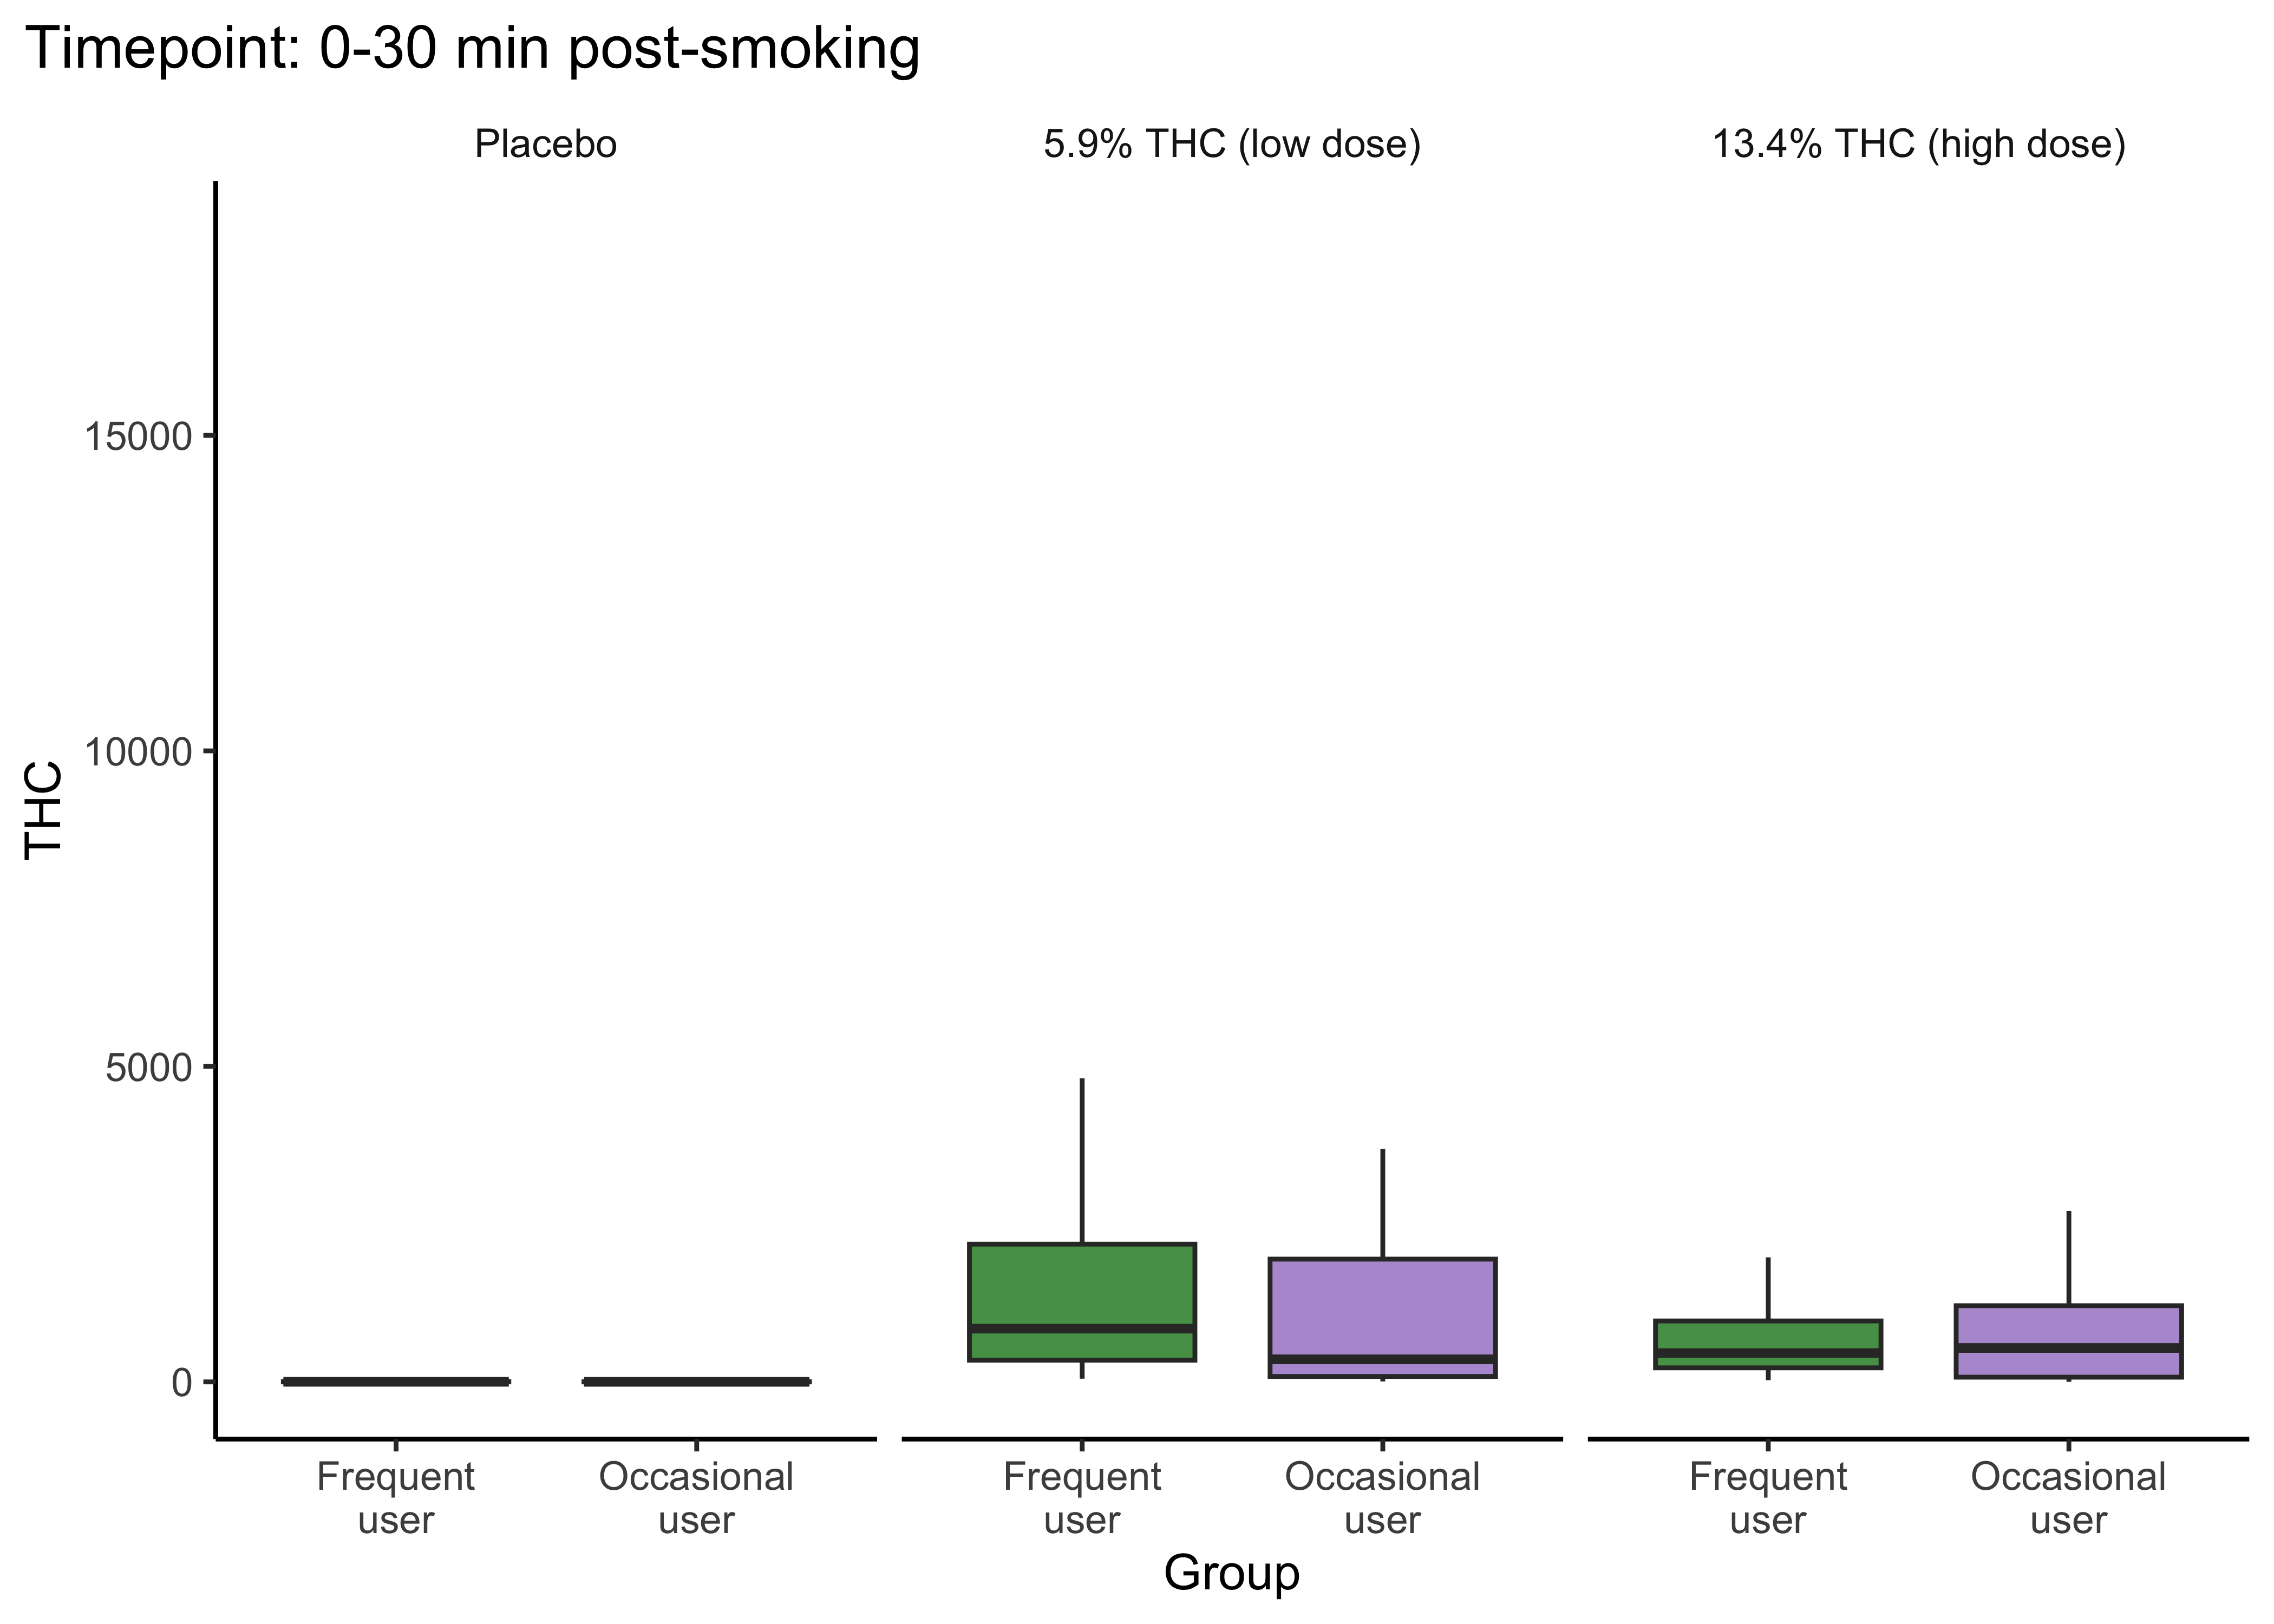 Timepoint: 0-30 min post-smoking
Placebo
5.9% THC (low dose)
13.4% THC (high dose)
THC
15000
10000
5000
0
Frequent
user
Occasional
user
Frequent
user
Occasional
user
Frequent
user
Occasional
user
Group